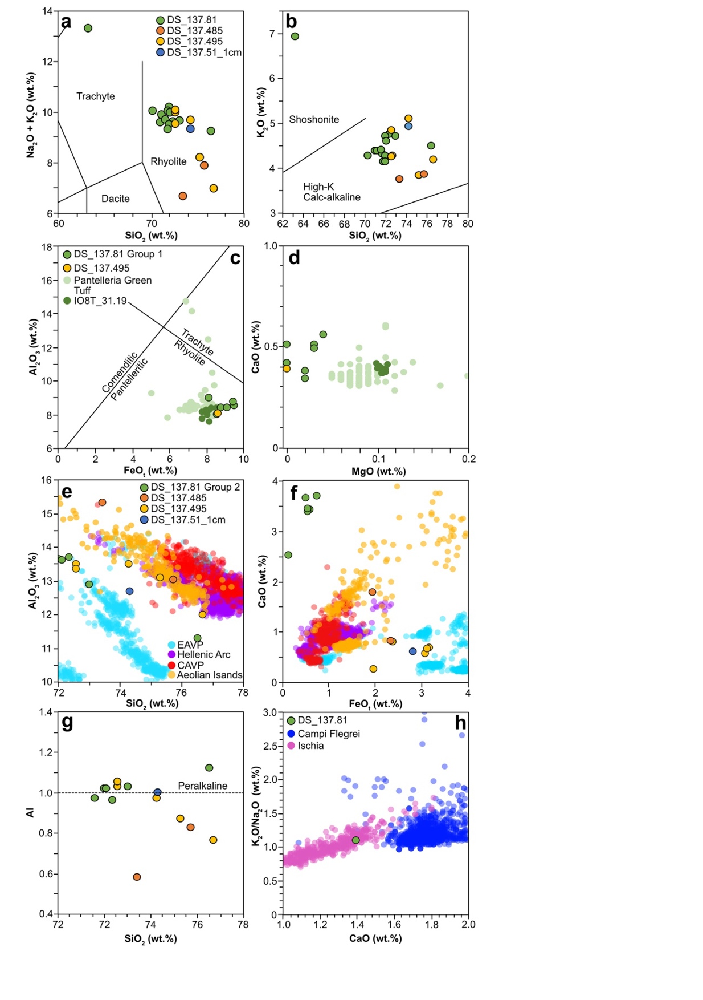 a
14
12
10
8
6
60
70
80
Na2O + K2O (wt.%)
SiO2 (wt.%)
DS_137.81
DS_137.485
DS_137.495
DS_137.51_1cm
Trachyte
Rhyolite
Dacite
b
7
6
5
4
3
62 64 66 68 70 72 74 76 78 80
K2O (wt.%)
SiO2 (wt.%)
Shoshonite
High-K
Calc-alkaline
c
18
16
14
12
10
8
6
0 2 4 6 8 10
Al2O3 (wt.%)
FeOt (wt.%)
DS_137.81 Group 1
DS_137.495
Pantelleria Green
Tuff
IO8T_31.19
Trachyte
Rhyolite
Comenditic
Pantelleritic
d
1.0
0.5
0
0 0.1 0.2
CaO (wt.%)
MgO (wt.%)
e
16
15
14
13
12
11
10
72 74 76 78
Al2O3 (wt.%)
SiO2 (wt.%)
DS_137.81 Group 2
DS_137.485
DS_137.495
DS_137.51_1cm
EAVP
Hellenic Arc
CAVP
Aeolian Isands
f
4
3
2
1
0
0 1 2 3 4
CaO (wt.%)
FeOt (wt.%)
g
1.4
1.2
1.0
0.8
0.6
0.4
72 72 74 76 78
AI
SiO2 (wt.%)
Peralkaline
h
3.0
2.5
2.0
1.5
1.0
0.5
0
1.0 1.2 1.4 1.6 1.8 2.0
K2O/Na2O (wt.%)
CaO (wt.%)
DS_137.81
Campi Flegrei
Ischia